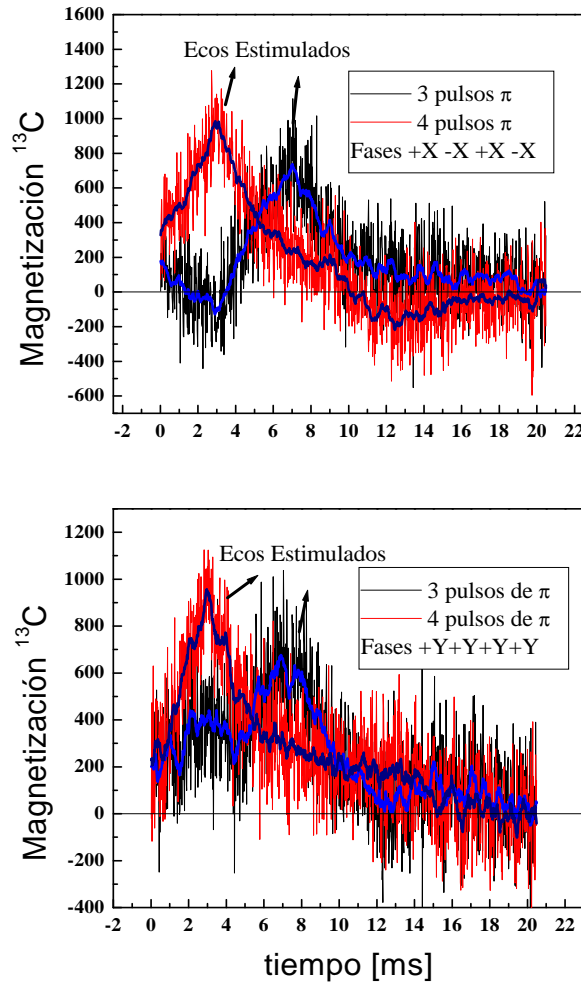 1600
1400
1200
1000
800
600
400
200
0
-200
-400
-600
Magnetización ¹³C
Ecos Estimulados
3 pulsos π
4 pulsos π
Fases +X -X +X -X
-2 0 2 4 6 8 10 12 14 16 18 20 22
1200
1000
800
600
400
200
0
-200
-400
Magnetización ¹³C
Ecos Estimulados
3 pulsos de π
4 pulsos de π
Fases +Y+Y+Y+Y
-2 0 2 4 6 8 10 12 14 16 18 20 22
tiempo [ms]